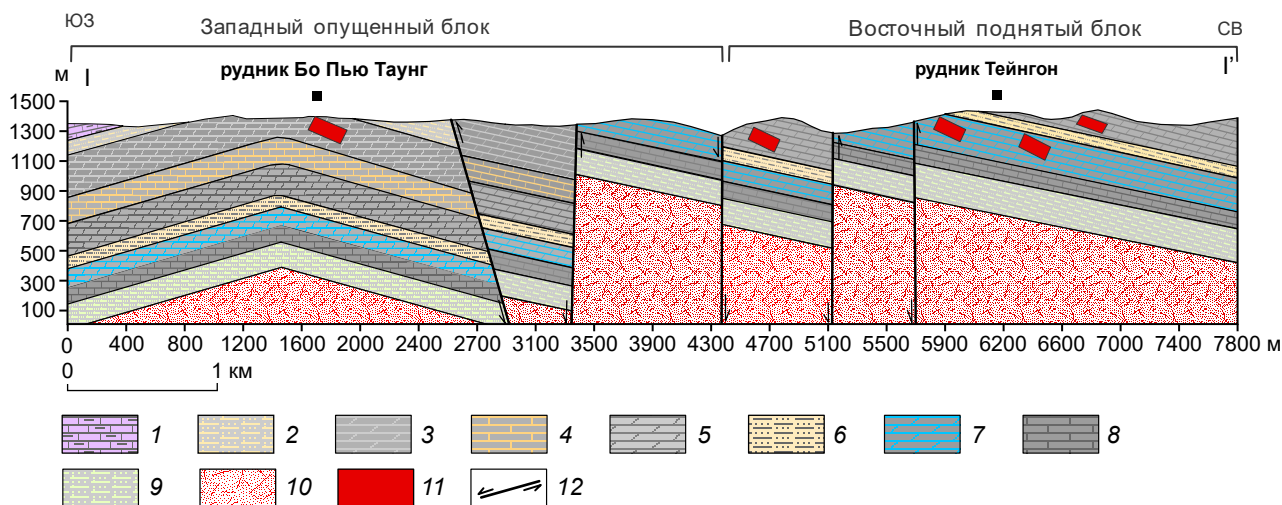 ЮЗ Западный опущенный блок Восточный поднятый блок СВ
м I рудник Бо Пью Таунг рудник Тейнгон I’
1500
1300
1100
900
700
500
300
100
0 400 800 1200 1600 2000 2400 2700 3100 3500 3900 4300 4700 5100 5500 5900 6200 6600 7000 7400 7800 м
0 1 км
1 2 3 4 5 6 7 8
9 10 11 12